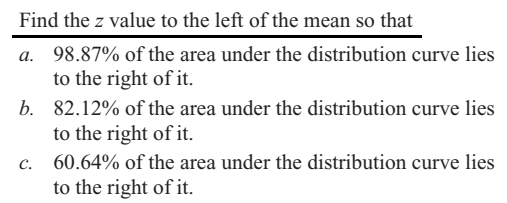 Find the z value to the left of the mean so that
a. 98.87% of the area under the distribution curve lies
to the right of it.
b. 82.12% of the area under the distribution curve lies
to the right of it.
c. 60.64% of the area under the distribution curve lies
to the right of it.